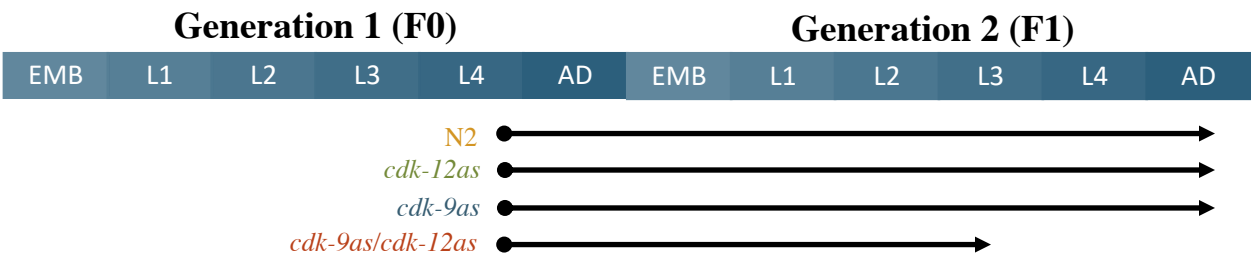 Generation 1 (F0) Generation 2 (F1)
EMB L1 L2 L3 L4 AD EMB L1 L2 L3 L4 AD
N2
cdk-12as
cdk-9as
cdk-9as/cdk-12as